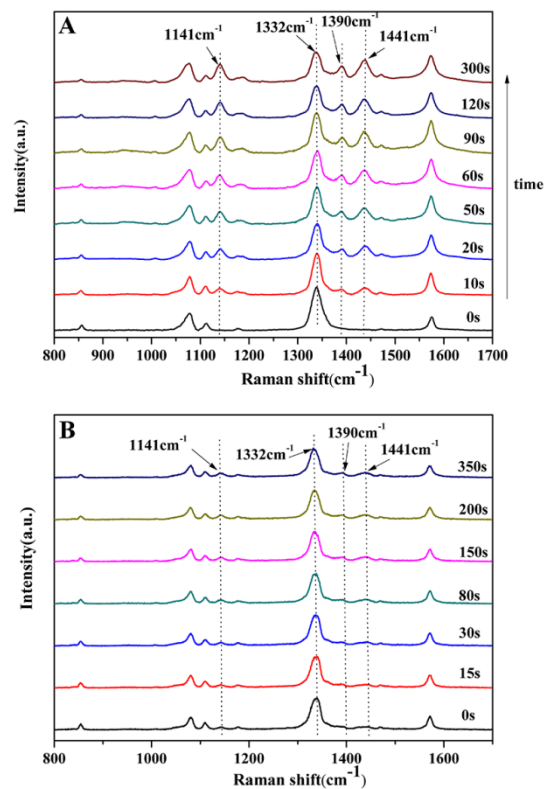 A
1141cm-1
1332cm-1
1390cm-1
1441cm-1
300s
120s
90s
60s
50s
20s
10s
0s
time
Intensity(a.u.)
800 900 1000 1100 1200 1300 1400 1500 1600 1700
Raman shift(cm-1)
B
1141cm-1
1332cm-1
1390cm-1
1441cm-1
350s
200s
150s
80s
30s
15s
0s
Intensity(a.u.)
800 1000 1200 1400 1600
Raman shift(cm-1)